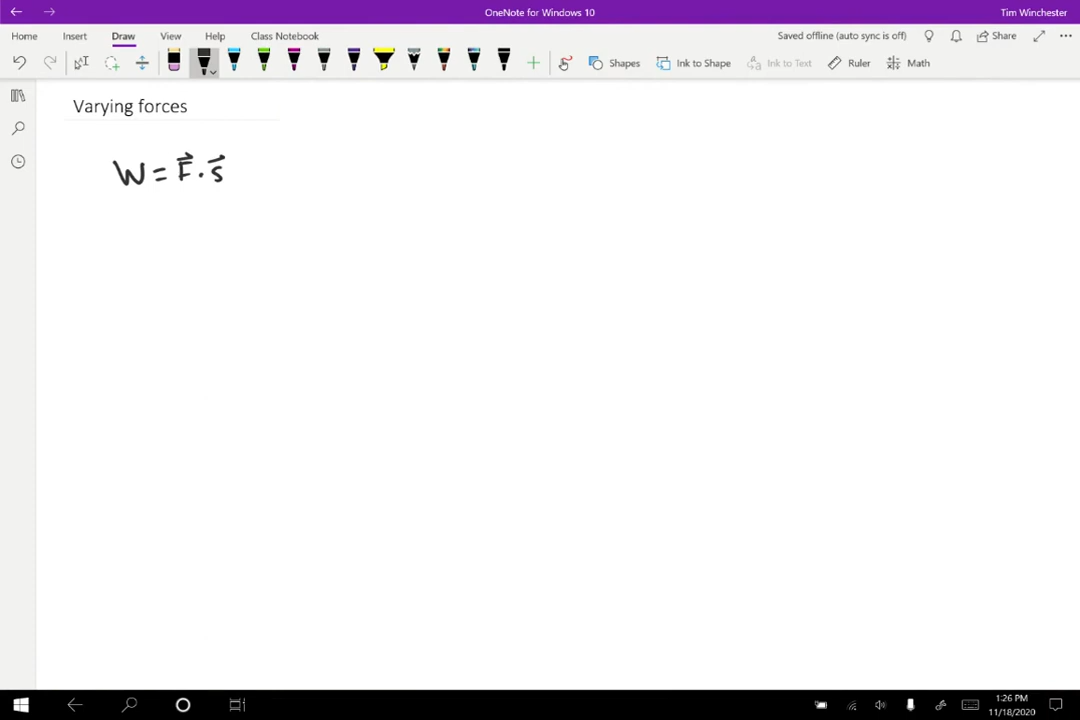 OneNote for Windows 10
Tim Winchester
Home Insert Draw View Help Class Notebook
Saved offline (auto sync is off) Share
Shapes Ink to Shape Ink to Text Ruler Math
Varying forces
W = F⃗ · s⃗
1:26 PM
11/18/2020